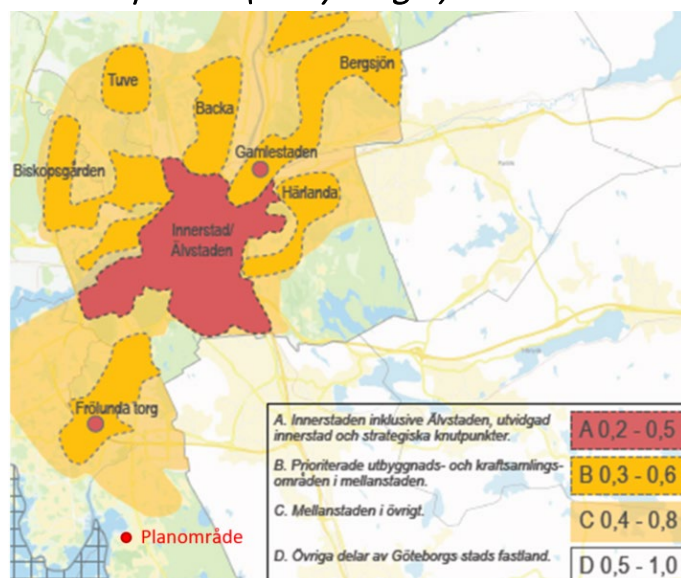 Bergsjön
Tuve
Backa
Gamlestaden
Biskopsgården
Härlanda
Innerstad/
Älvstaden
Frölunda torg
Planområde
A. Innerstaden inklusive Älvstaden, utvidgad
innerstad och strategiska knutpunkter.
A 0,2 - 0,5
B. Prioriterade utbyggnads- och kraftsamlings-
områden i mellanstaden.
B 0,3 - 0,6
C. Mellanstaden i övrigt.
C 0,4 - 0,8
D. Övriga delar av Göteborgs stads fastland.
D 0,5 - 1,0